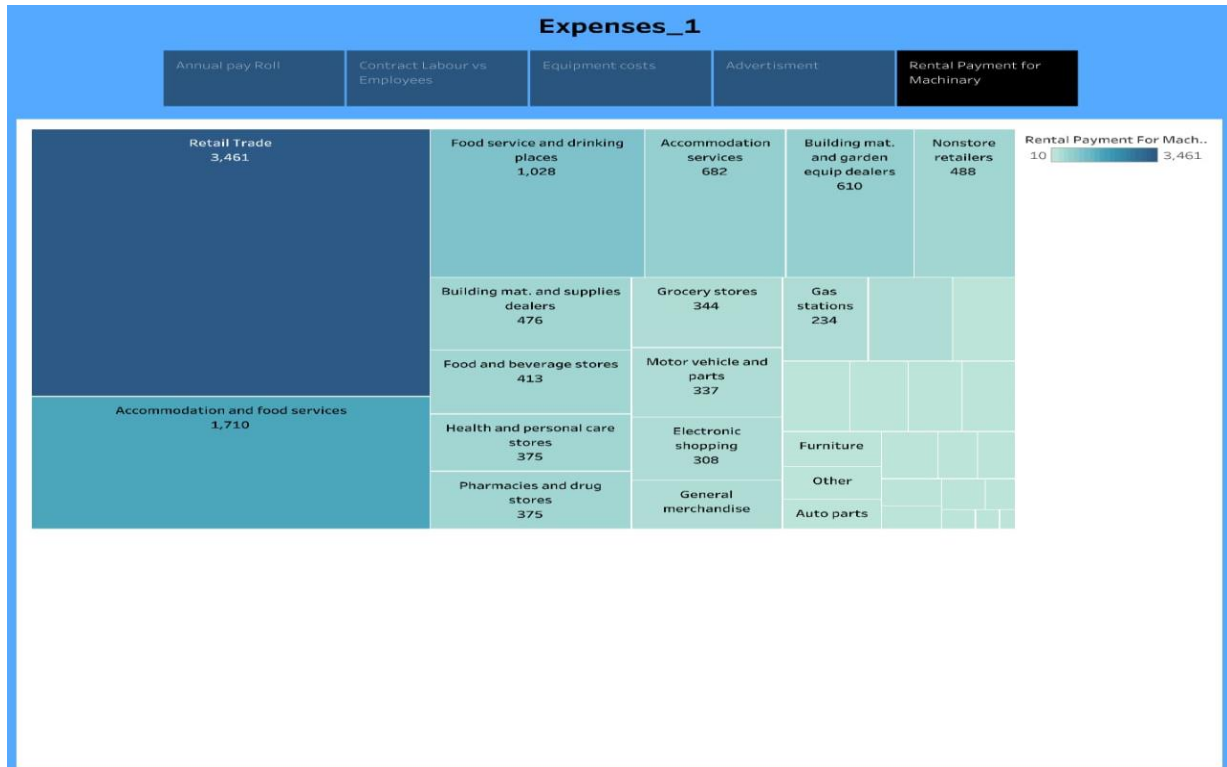 Expenses_1
Annual pay Roll
Contract Labour vs
Employees
Equipment costs
Advertisment
Rental Payment for
Machinary
Retail Trade
3,461
Food service and drinking
places
1,028
Accommodation
services
682
Building mat.
and garden
equip dealers
610
Nonstore
retailers
488
Rental Payment For Mach..
10
3,461
Building mat. and supplies
dealers
476
Grocery stores
344
Gas
stations
234
Food and beverage stores
413
Motor vehicle and
parts
337
Accommodation and food services
1,710
Health and personal care
stores
375
Electronic
shopping
308
Furniture
Pharmacies and drug
stores
375
General
merchandise
Other
Auto parts